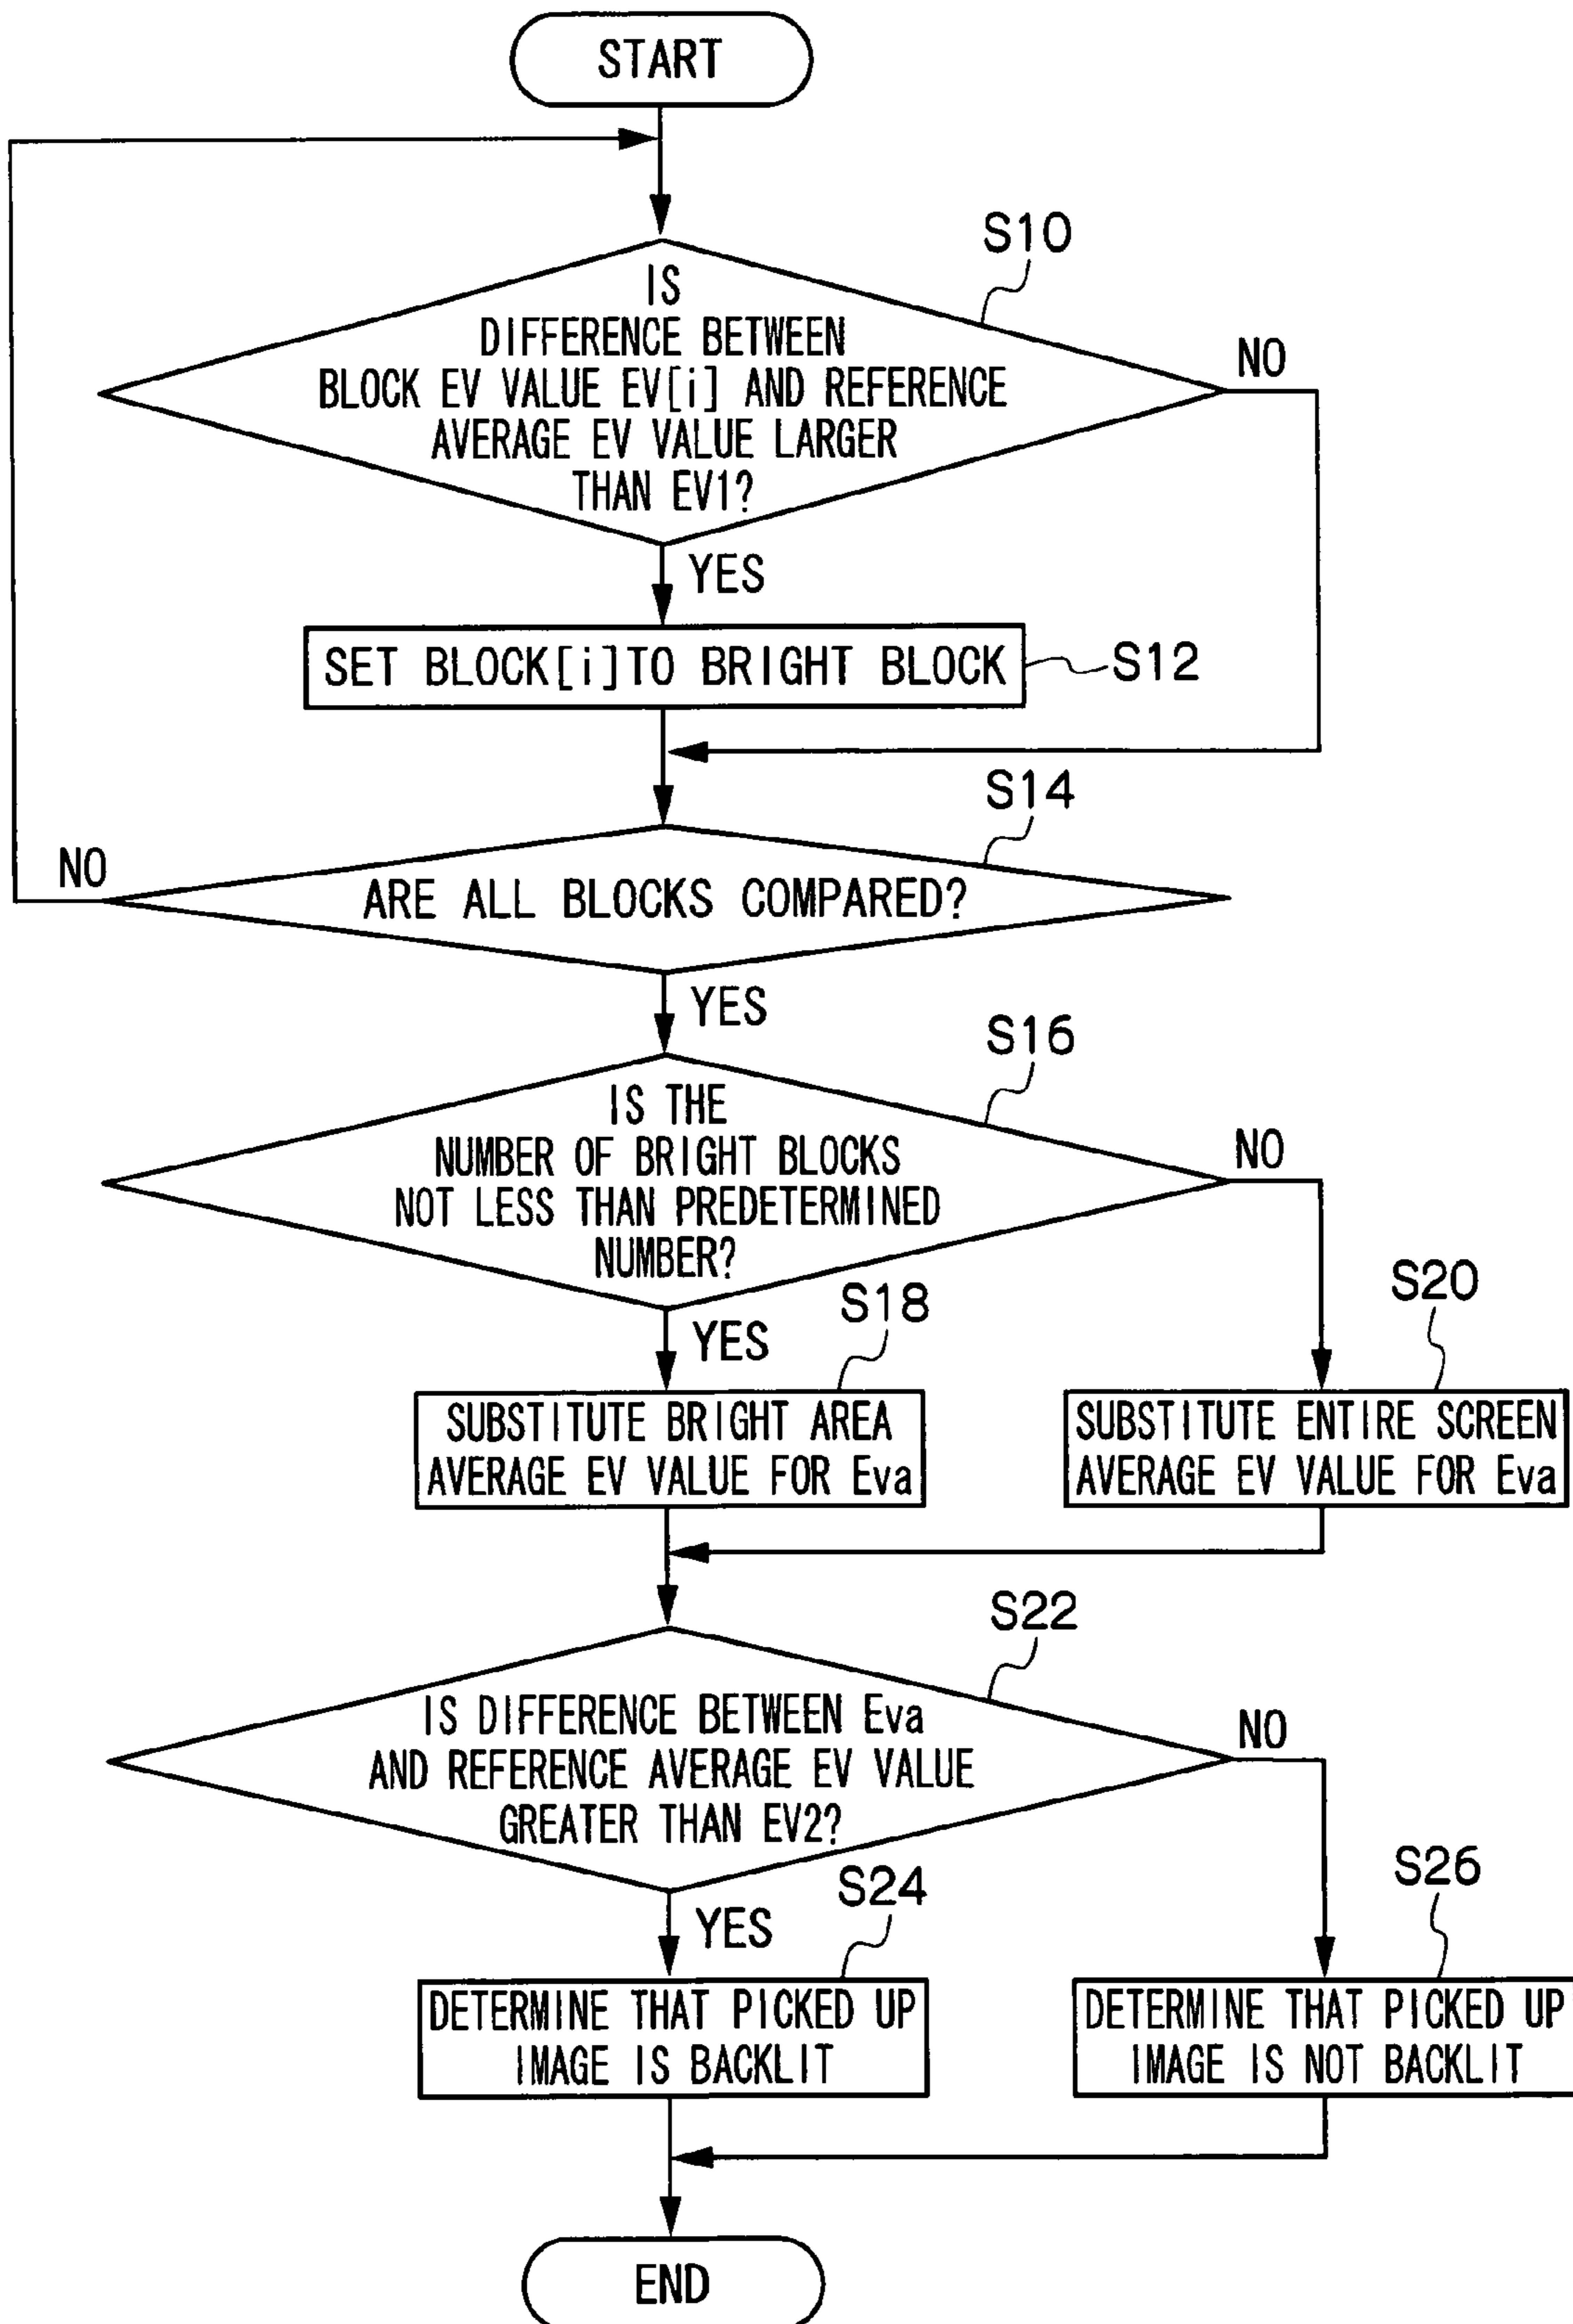 START
S10
IS
DIFFERENCE BETWEEN
BLOCK EV VALUE EV[i] AND REFERENCE
AVERAGE EV VALUE LARGER
THAN EV1?
NO
YES
SET BLOCK[i]TO BRIGHT BLOCK
S12
S14
NO
ARE ALL BLOCKS COMPARED?
YES
S16
IS THE
NUMBER OF BRIGHT BLOCKS
NOT LESS THAN PREDETERMINED
NUMBER?
NO
YES
S18
SUBSTITUTE BRIGHT AREA
AVERAGE EV VALUE FOR Eva
S20
SUBSTITUTE ENTIRE SCREEN
AVERAGE EV VALUE FOR Eva
S22
IS DIFFERENCE BETWEEN Eva
AND REFERENCE AVERAGE EV VALUE
GREATER THAN EV2?
NO
YES
S24
DETERMINE THAT PICKED UP
IMAGE IS BACKLIT
S26
DETERMINE THAT PICKED UP
IMAGE IS NOT BACKLIT
END